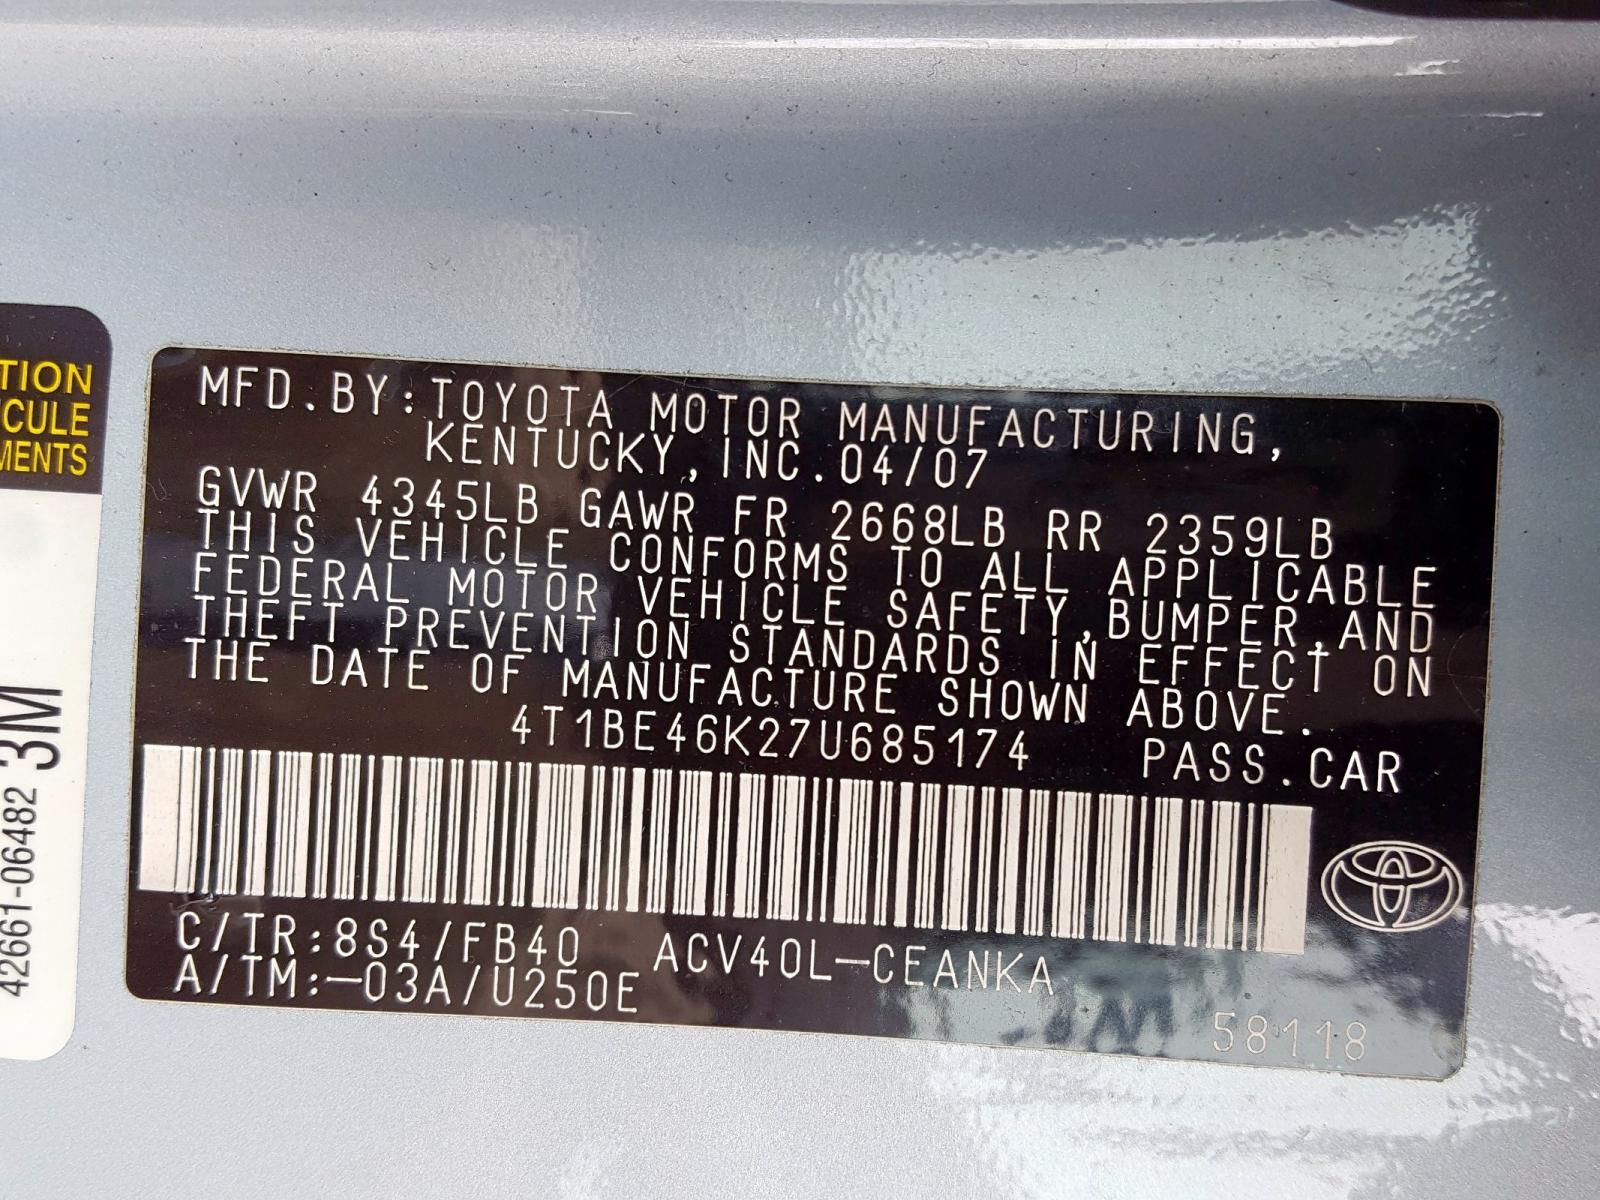 TION
ICULE
MENTS
42661-06482 3M
MFD.BY:TOYOTA MOTOR MANUFACTURING,
KENTUCKY,INC.04/07
GVWR 4345LB GAWR FR 2668LB RR 2359LB
THIS VEHICLE CONFORMS TO ALL APPLICABLE
FEDERAL MOTOR VEHICLE SAFETY,BUMPER,AND
THEFT PREVENTION STANDARDS IN EFFECT ON
THE DATE OF MANUFACTURE SHOWN ABOVE.
4T1BE46K27U685174 PASS.CAR
C/TR:8S4/FB40 ACV40L-CEANKA
A/TM:-03A/U250E
58118